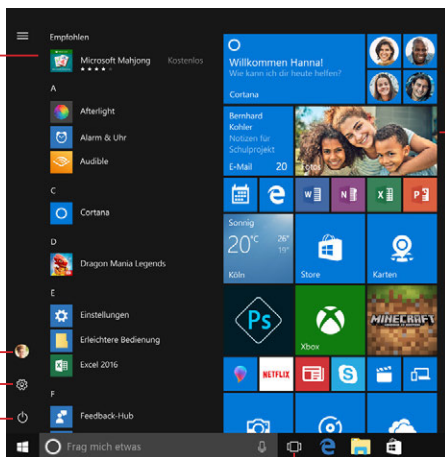 Empfohlen
Microsoft Mahjong
Kostenlos
A
Afterlight
Alarm & Uhr
Audible
C
Cortana
D
Dragon Mania Legends
E
Einstellungen
Erleichterte Bedienung
Excel 2016
F
Feedback-Hub
Willkommen Hanna!
Wie kann ich dir heute helfen?
Cortana
Bernhard
Kohler
Notizen für
Schulprojekt
E-Mail 20
Fotos
W N X P
Sonnig
20°C 26°
19°
Köln
Store
Karten
Ps
Xbox
MINECRAFT
NETFLIX
S
Frag mich etwas